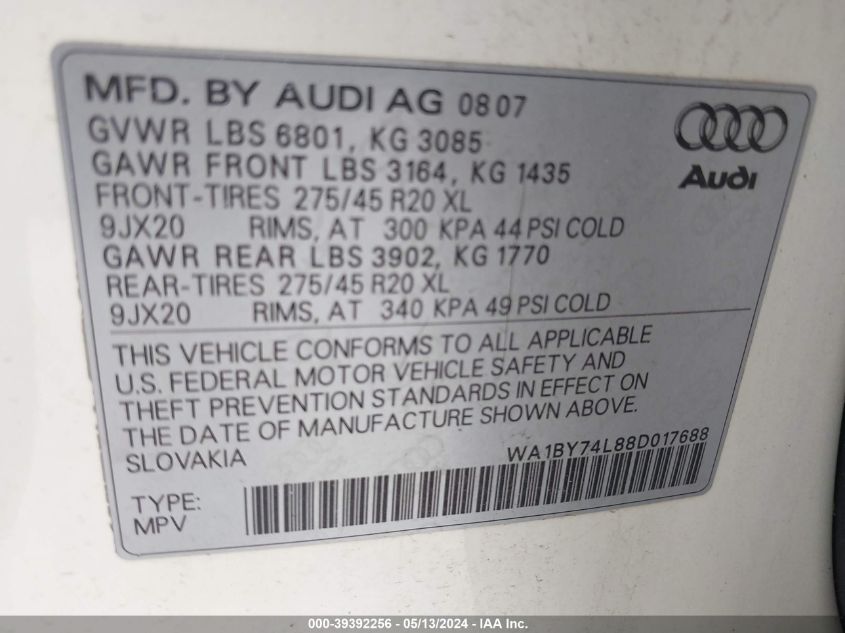 MFD. BY AUDI AG 0807
GVWR LBS 6801, KG 3085
GAWR FRONT LBS 3164, KG 1435
FRONT-TIRES 275/45 R20 XL
9JX20 RIMS, AT 300 KPA 44 PSI COLD
GAWR REAR LBS 3902, KG 1770
REAR-TIRES 275/45 R20 XL
9JX20 RIMS, AT 340 KPA 49 PSI COLD
Audi
THIS VEHICLE CONFORMS TO ALL APPLICABLE
U.S. FEDERAL MOTOR VEHICLE SAFETY AND
THEFT PREVENTION STANDARDS IN EFFECT ON
THE DATE OF MANUFACTURE SHOWN ABOVE.
SLOVAKIA WA1BY74L88D017688
TYPE:
MPV
000-39392256 - 05/13/2024 - IAA Inc.